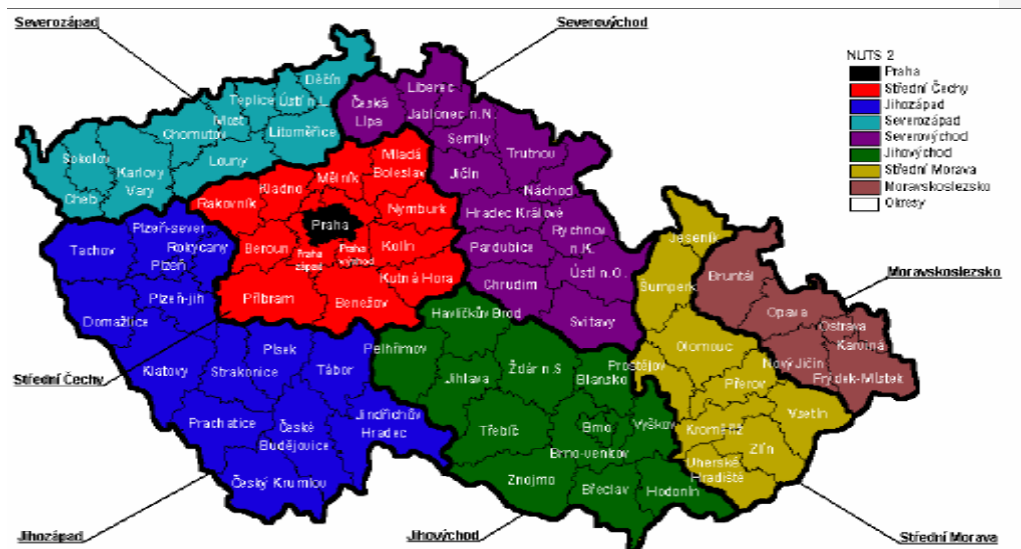 Severozápad
Severovýchod
NUTS 2
Praha
Střední Čechy
Jihozápad
Severozápad
Severovýchod
Jihovýchod
Střední Morava
Moravskoslezsko
Okresy
Děčín
Teplice
Ústí n.L.
Most
Chomutov
Litoměřice
Sokolov
Louny
Karlovy
Vary
Cheb
Liberec
Česká
Lípa
Jablonec n.N.
Semily
Trutnov
Jičín
Náchod
Hradec Králové
Rychnov
n.K.
Pardubice
Ústí n.O.
Chrudim
Svitavy
Mladá
Boleslav
Mělník
Kladno
Rakovník
Nymburk
Praha
Beroun
Praha
západ
Praha
východ
Kolín
Kutná Hora
Příbram
Benešov
Plzeň-sever
Tachov
Rokycany
Plzeň
Plzeň-jih
Domažlice
Klatovy
Písek
Strakonice
Tábor
Prachatice
České
Budějovice
Jindřichův
Hradec
Český Krumlov
Havlíčkův Brod
Pelhřimov
Jihlava
Žďár n.S
Blansko
Třebíč
Brno
Vyškov
Brno-venkov
Znojmo
Břeclav
Hodonín
Jeseník
Šumperk
Olomouc
Prostějov
Přerov
Kroměříž
Vsetín
Zlín
Uherské
Hradiště
Bruntál
Opava
Ostrava
Karviná
Nový Jičín
Frýdek-Místek
Moravskoslezsko
Střední Čechy
Jihozápad
Jihovýchod
Střední Morava